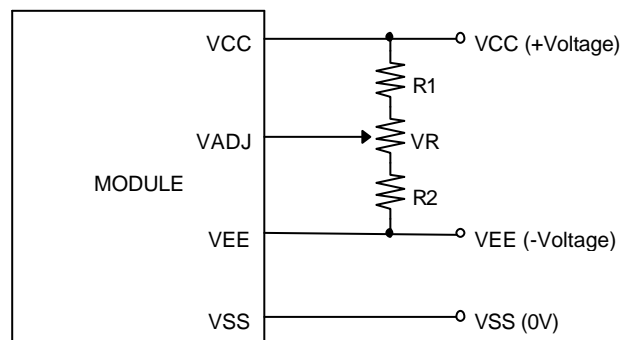 VCC
VCC (+Voltage)
R1
VADJ
VR
MODULE
R2
VEE
VEE (-Voltage)
VSS
VSS (0V)